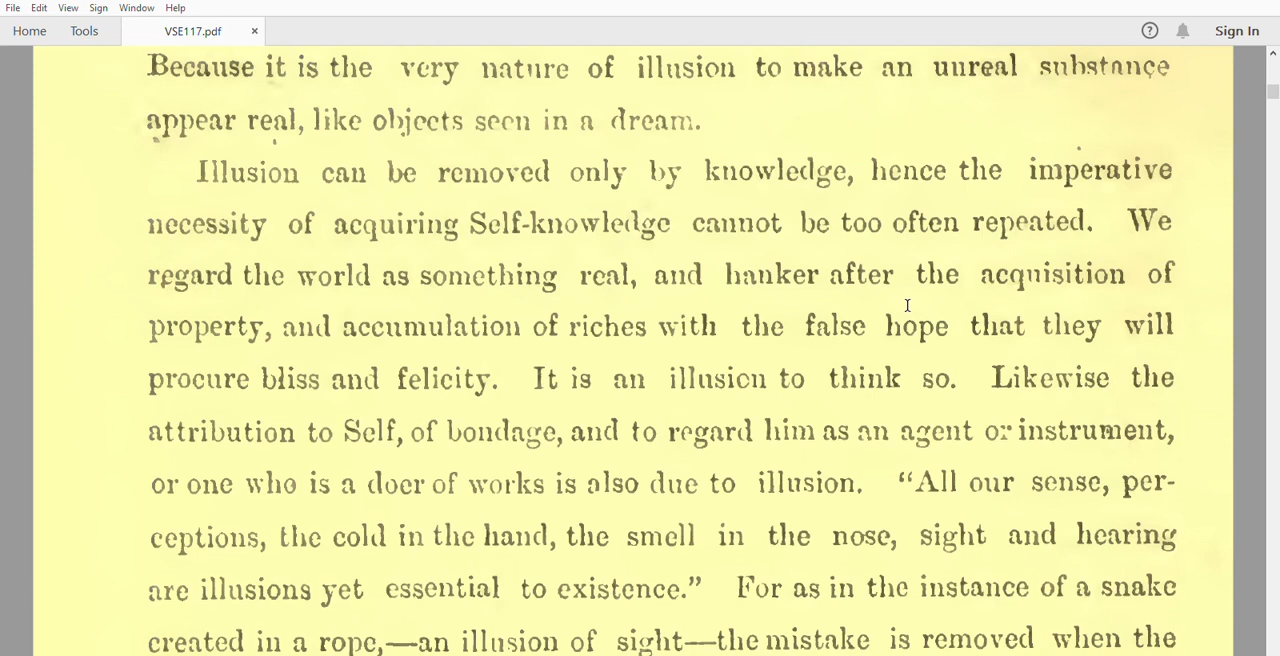 File Edit View Sign Window Help
Home Tools VSE117.pdf × ? Sign In
Because it is the very nature of illusion to make an unreal substance
appear real, like objects seen in a dream.
Illusion can be removed only by knowledge, hence the imperative
necessity of acquiring Self-knowledge cannot be too often repeated. We
regard the world as something real, and hanker after the acquisition of
property, and accumulation of riches with the false hope that they will
procure bliss and felicity. It is an illusion to think so. Likewise the
attribution to Self, of bondage, and to regard him as an agent or instrument,
or one who is a doer of works is also due to illusion. “All our sense, per-
ceptions, the cold in the hand, the smell in the nose, sight and hearing
are illusions yet essential to existence.” For as in the instance of a snake
created in a rope,—an illusion of sight—the mistake is removed when the